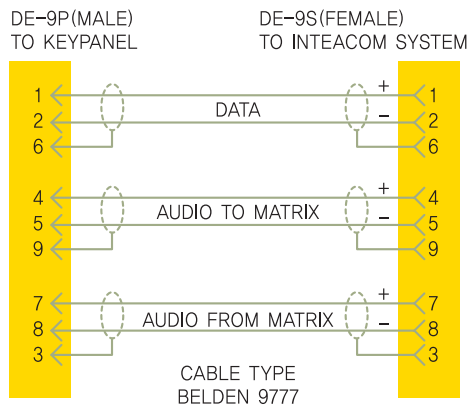 DE-9P(MALE)
TO KEYPANEL
DE-9S(FEMALE)
TO INTEACOM SYSTEM
1 + 1
DATA
2 − 2
6 6
4 + 4
AUDIO TO MATRIX
5 − 5
9 9
7 + 7
AUDIO FROM MATRIX
8 − 8
3 3
CABLE TYPE
BELDEN 9777